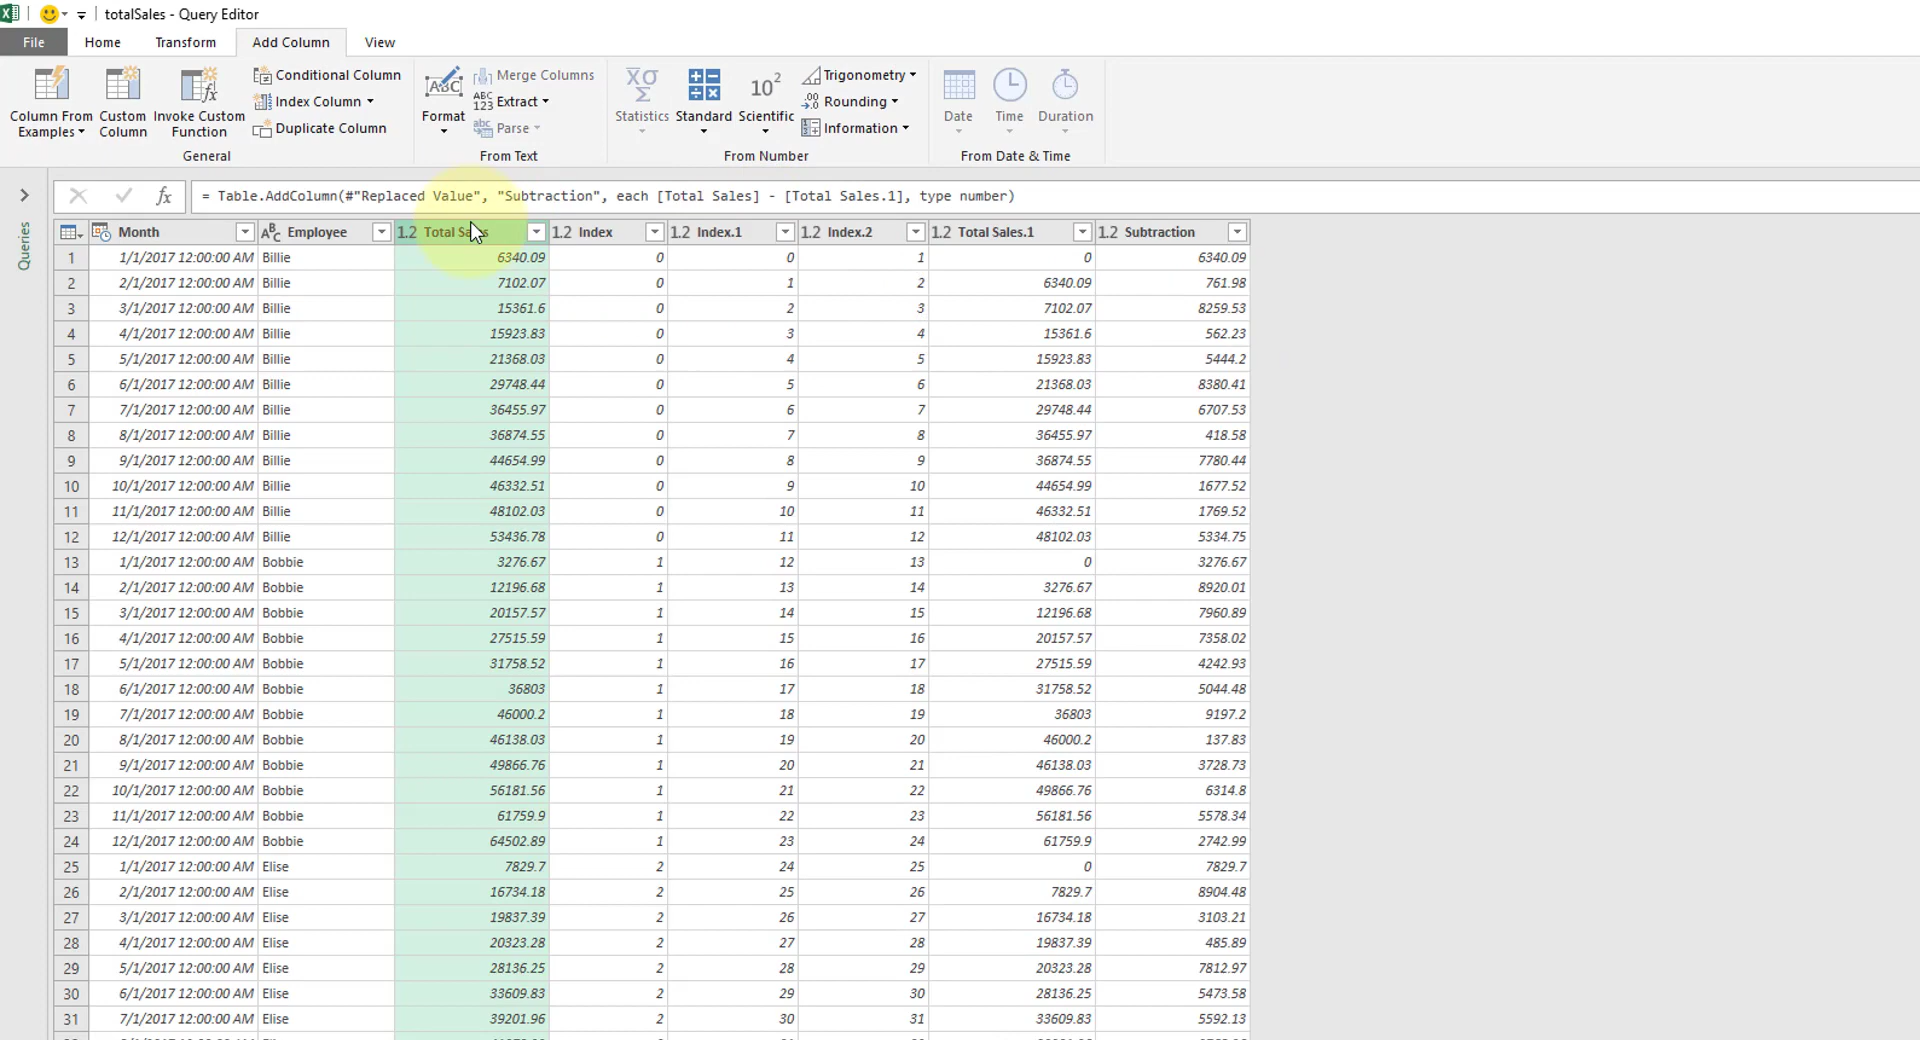 totalSales - Query Editor
File Home Transform Add Column View
Column From Examples
Custom Column
Invoke Custom Function
Conditional Column
Index Column
Duplicate Column
General
Format
Merge Columns
Extract
Parse
From Text
Statistics
Standard
Scientific
Trigonometry
Rounding
Information
From Number
Date
Time
Duration
From Date & Time
Queries
= Table.AddColumn(#"Replaced Value", "Subtraction", each [Total Sales] - [Total Sales.1], type number)
Month Employee 1.2 Total Sales 1.2 Index 1.2 Index.1 1.2 Index.2 1.2 Total Sales.1 1.2 Subtraction
1 1/1/2017 12:00:00 AM Billie 6340.09 0 0 1 0 6340.09
2 2/1/2017 12:00:00 AM Billie 7102.07 0 1 2 6340.09 761.98
3 3/1/2017 12:00:00 AM Billie 15361.6 0 2 3 7102.07 8259.53
4 4/1/2017 12:00:00 AM Billie 15923.83 0 3 4 15361.6 562.23
5 5/1/2017 12:00:00 AM Billie 21368.03 0 4 5 15923.83 5444.2
6 6/1/2017 12:00:00 AM Billie 29748.44 0 5 6 21368.03 8380.41
7 7/1/2017 12:00:00 AM Billie 36455.97 0 6 7 29748.44 6707.53
8 8/1/2017 12:00:00 AM Billie 36874.55 0 7 8 36455.97 418.58
9 9/1/2017 12:00:00 AM Billie 44654.99 0 8 9 36874.55 7780.44
10 10/1/2017 12:00:00 AM Billie 46332.51 0 9 10 44654.99 1677.52
11 11/1/2017 12:00:00 AM Billie 48102.03 0 10 11 46332.51 1769.52
12 12/1/2017 12:00:00 AM Billie 53436.78 0 11 12 48102.03 5334.75
13 1/1/2017 12:00:00 AM Bobbie 3276.67 1 12 13 0 3276.67
14 2/1/2017 12:00:00 AM Bobbie 12196.68 1 13 14 3276.67 8920.01
15 3/1/2017 12:00:00 AM Bobbie 20157.57 1 14 15 12196.68 7960.89
16 4/1/2017 12:00:00 AM Bobbie 27515.59 1 15 16 20157.57 7358.02
17 5/1/2017 12:00:00 AM Bobbie 31758.52 1 16 17 27515.59 4242.93
18 6/1/2017 12:00:00 AM Bobbie 36803 1 17 18 31758.52 5044.48
19 7/1/2017 12:00:00 AM Bobbie 46000.2 1 18 19 36803 9197.2
20 8/1/2017 12:00:00 AM Bobbie 46138.03 1 19 20 46000.2 137.83
21 9/1/2017 12:00:00 AM Bobbie 49866.76 1 20 21 46138.03 3728.73
22 10/1/2017 12:00:00 AM Bobbie 56181.56 1 21 22 49866.76 6314.8
23 11/1/2017 12:00:00 AM Bobbie 61759.9 1 22 23 56181.56 5578.34
24 12/1/2017 12:00:00 AM Bobbie 64502.89 1 23 24 61759.9 2742.99
25 1/1/2017 12:00:00 AM Elise 7829.7 2 24 25 0 7829.7
26 2/1/2017 12:00:00 AM Elise 16734.18 2 25 26 7829.7 8904.48
27 3/1/2017 12:00:00 AM Elise 19837.39 2 26 27 16734.18 3103.21
28 4/1/2017 12:00:00 AM Elise 20323.28 2 27 28 19837.39 485.89
29 5/1/2017 12:00:00 AM Elise 28136.25 2 28 29 20323.28 7812.97
30 6/1/2017 12:00:00 AM Elise 33609.83 2 29 30 28136.25 5473.58
31 7/1/2017 12:00:00 AM Elise 39201.96 2 30 31 33609.83 5592.13